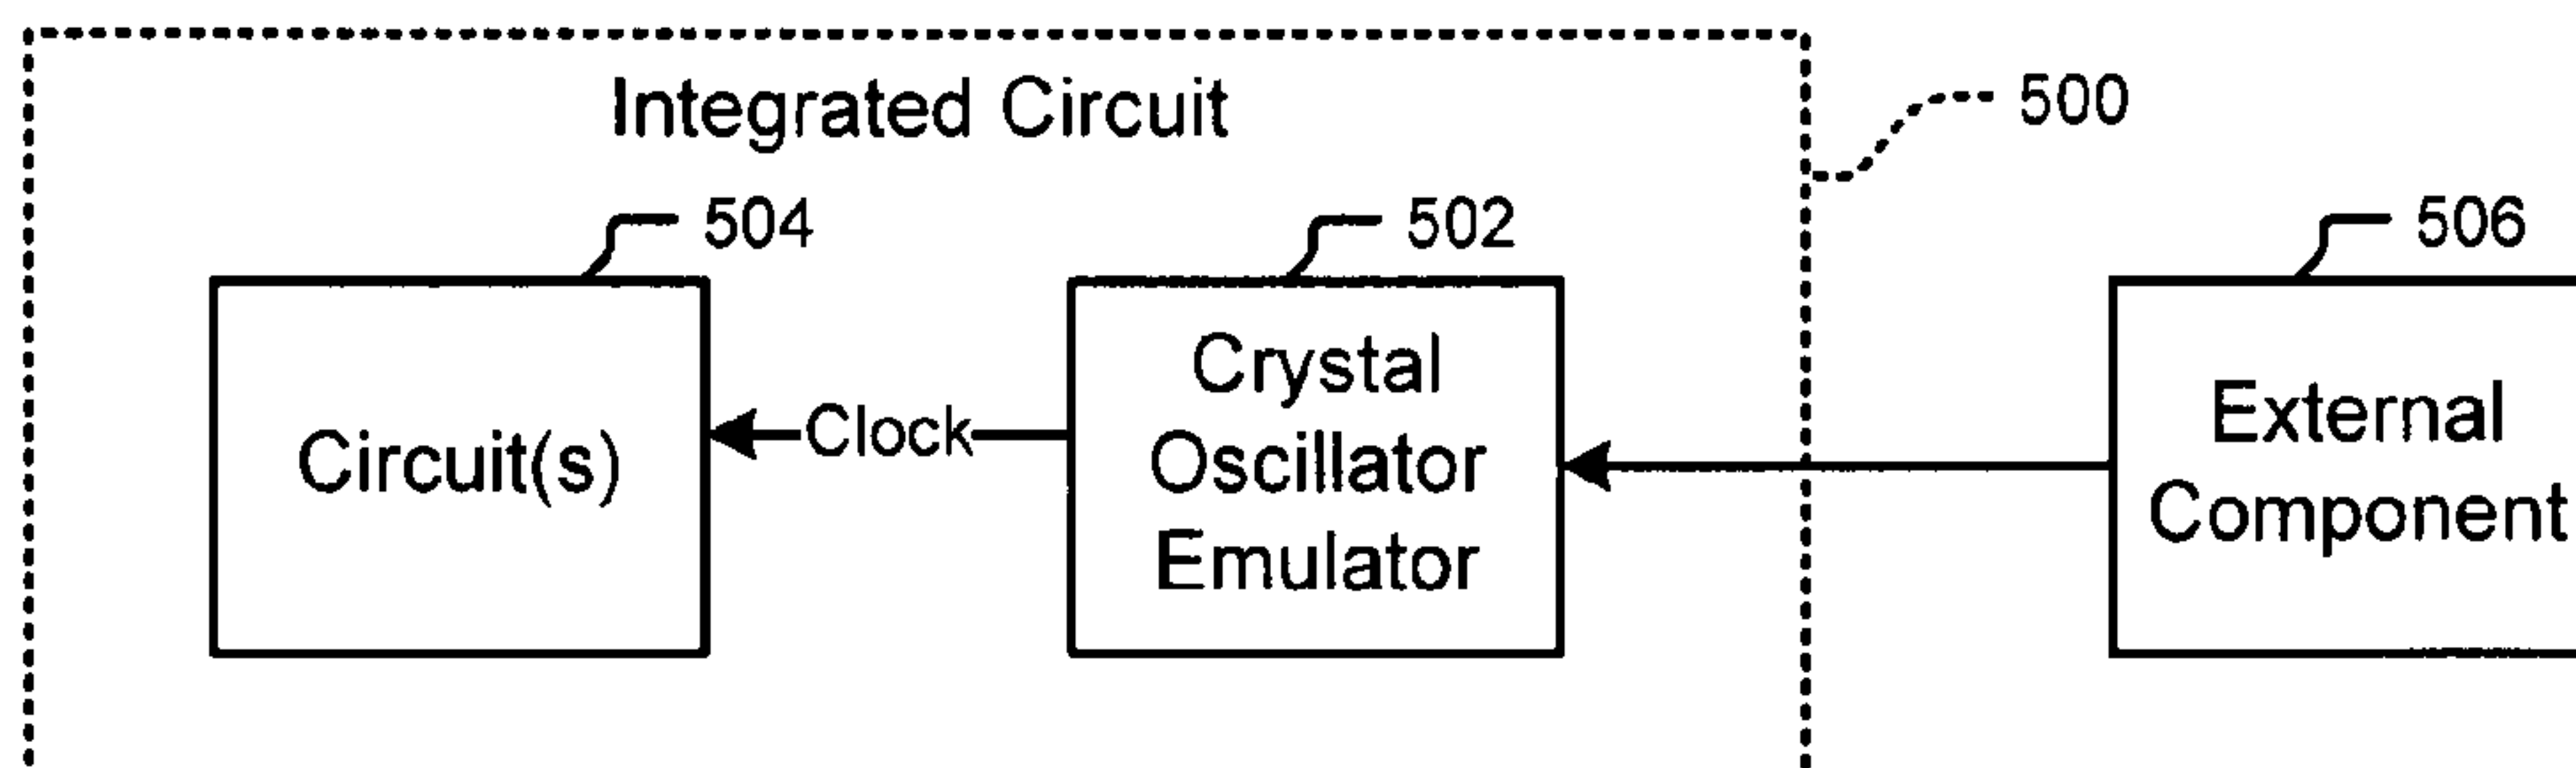 Integrated Circuit
500
504
502
506
Circuit(s)
Clock
Crystal
Oscillator
Emulator
External
Component